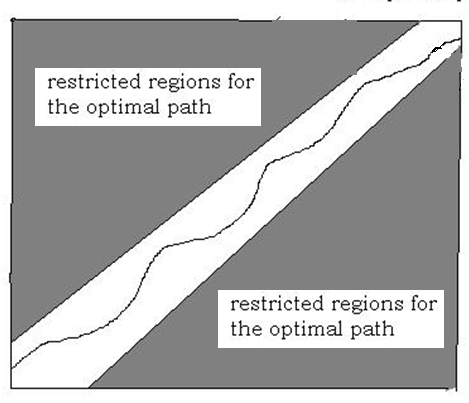 restricted regions for
the optimal path
restricted regions for
the optimal path